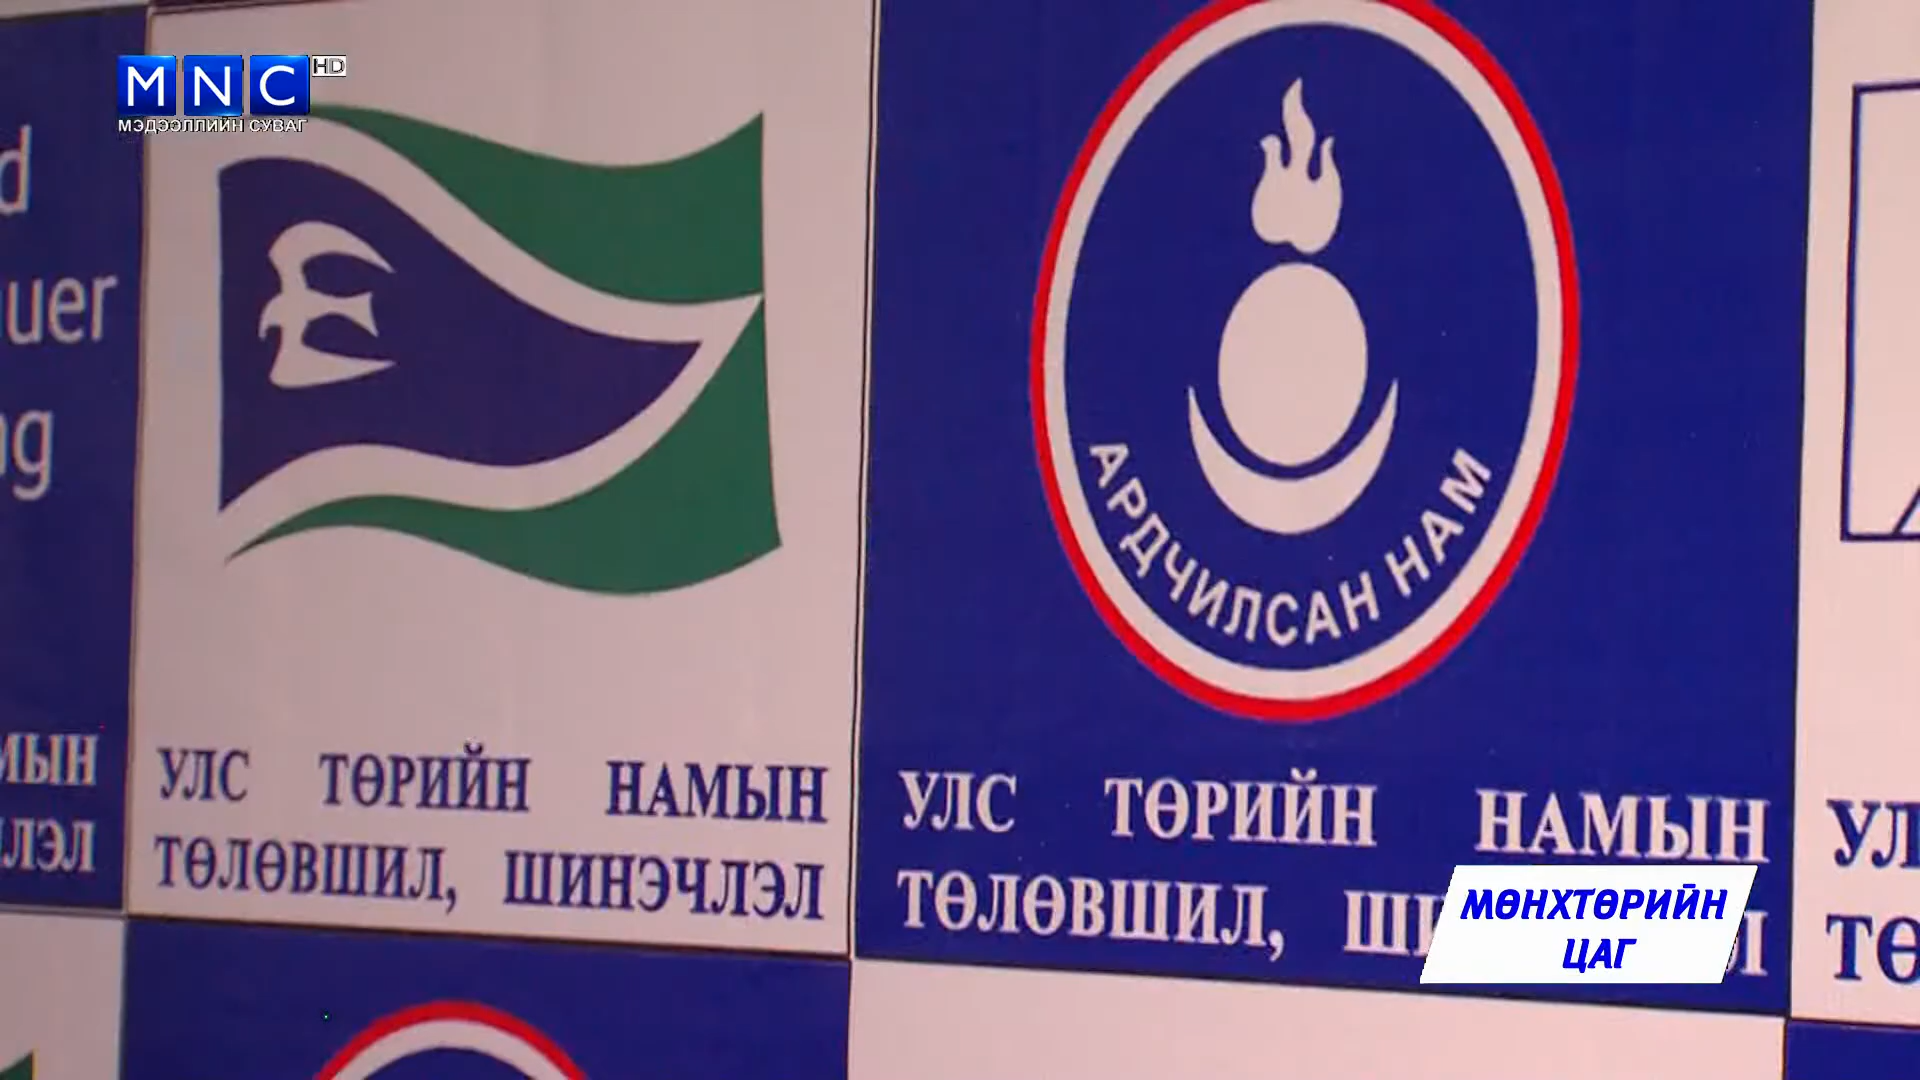 MNC HD
МЭДЭЭЛЛИЙН СУВАГ
d
uer
ng
АРДЧИЛСАН НАМ
УЛС ТӨРИЙН НАМЫН
ТӨЛӨВШИЛ, ШИНЭЧЛЭЛ
УЛС ТӨРИЙН НАМЫН
ТӨЛӨВШИЛ,
МӨНХТӨРИЙН
ЦАГ